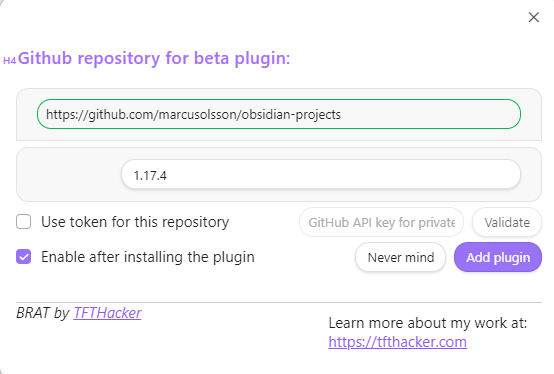 H4 Github repository for beta plugin:
https://github.com/marcusolsson/obsidian-projects
1.17.4
Use token for this repository
GitHub API key for private
Validate
Enable after installing the plugin
Never mind
Add plugin
BRAT by TFTHacker
Learn more about my work at:
https://tfthacker.com